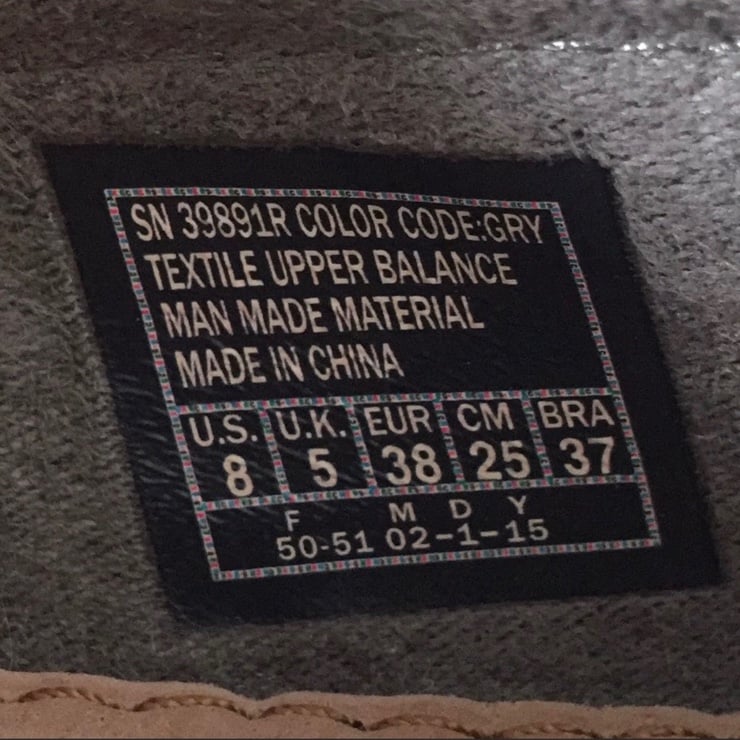 SN 39891R COLOR CODE:GRY
TEXTILE UPPER BALANCE
MAN MADE MATERIAL
MADE IN CHINA
U.S. U.K. EUR CM BRA
8 5 38 25 37
F M D Y
50-51 02-1-15